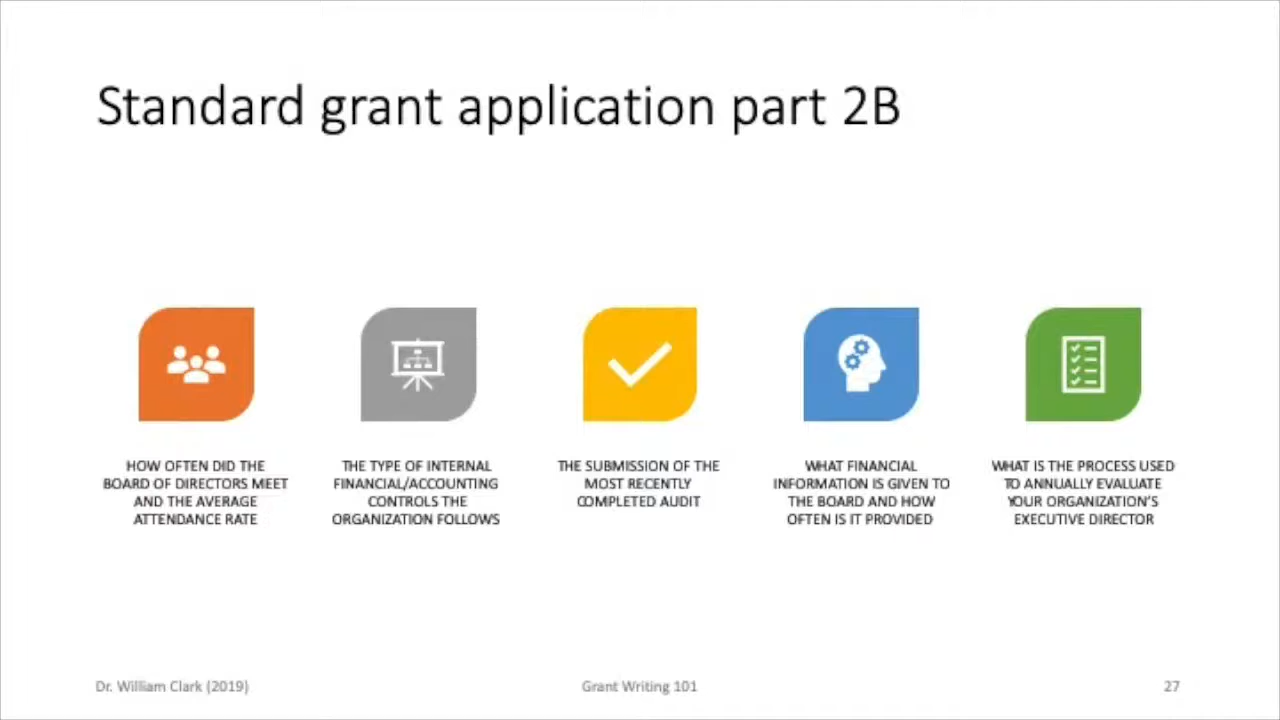 Standard grant application part 2B
HOW OFTEN DID THE
BOARD OF DIRECTORS MEET
AND THE AVERAGE
ATTENDANCE RATE
THE TYPE OF INTERNAL
FINANCIAL/ACCOUNTING
CONTROLS THE
ORGANIZATION FOLLOWS
THE SUBMISSION OF THE
MOST RECENTLY
COMPLETED AUDIT
WHAT FINANCIAL
INFORMATION IS GIVEN TO
THE BOARD AND HOW
OFTEN IS IT PROVIDED
WHAT IS THE PROCESS USED
TO ANNUALLY EVALUATE
YOUR ORGANIZATION'S
EXECUTIVE DIRECTOR
Dr. William Clark (2019)
Grant Writing 101
27